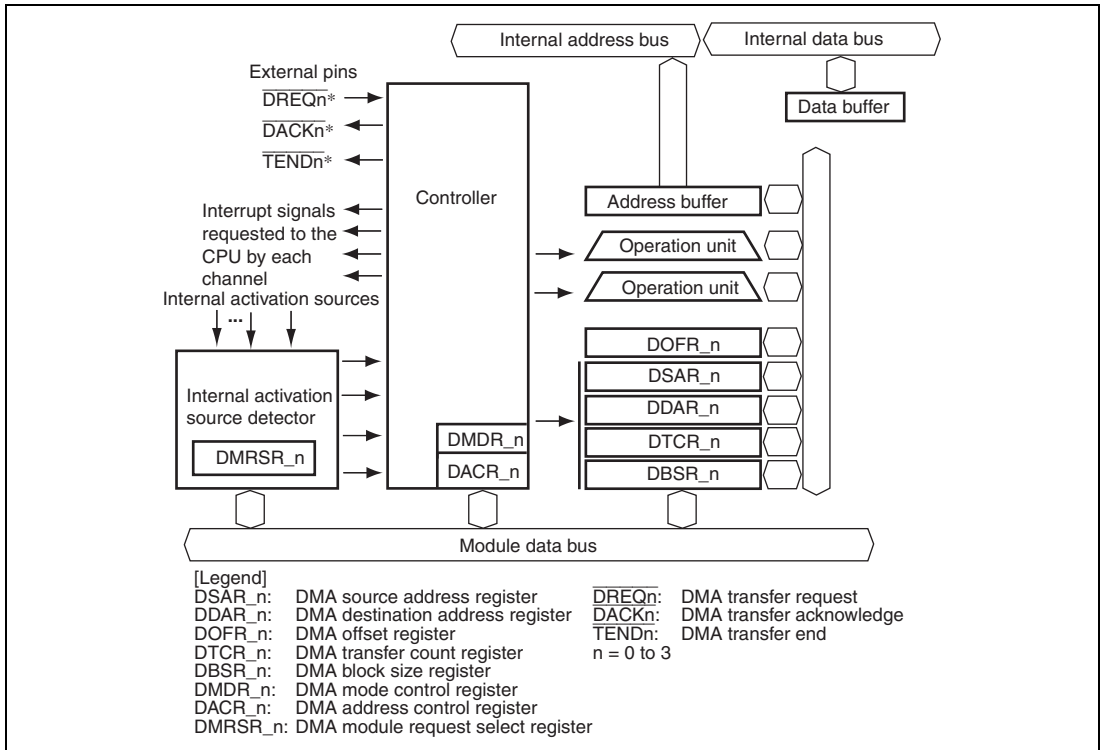 Internal address bus
Internal data bus
External pins
DREQn*
DACKn*
TENDn*
Data buffer
Controller
Address buffer
Interrupt signals
requested to the
CPU by each
channel
Operation unit
Operation unit
Internal activation sources
...
DOFR_n
DSAR_n
DDAR_n
DTCR_n
DBSR_n
Internal activation
source detector
DMRSR_n
DMDR_n
DACR_n
Module data bus
[Legend]
DSAR_n: DMA source address register
DDAR_n: DMA destination address register
DOFR_n: DMA offset register
DTCR_n: DMA transfer count register
DBSR_n: DMA block size register
DMDR_n: DMA mode control register
DACR_n: DMA address control register
DMRSR_n: DMA module request select register
DREQn: DMA transfer request
DACKn: DMA transfer acknowledge
TENDn: DMA transfer end
n = 0 to 3